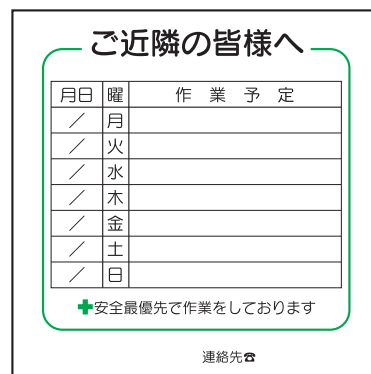 ご近隣の皆様へ
月日 曜 作業予定
／ 月
／ 火
／ 水
／ 木
／ 金
／ 土
／ 日
✚安全最優先で作業をしております
連絡先☎